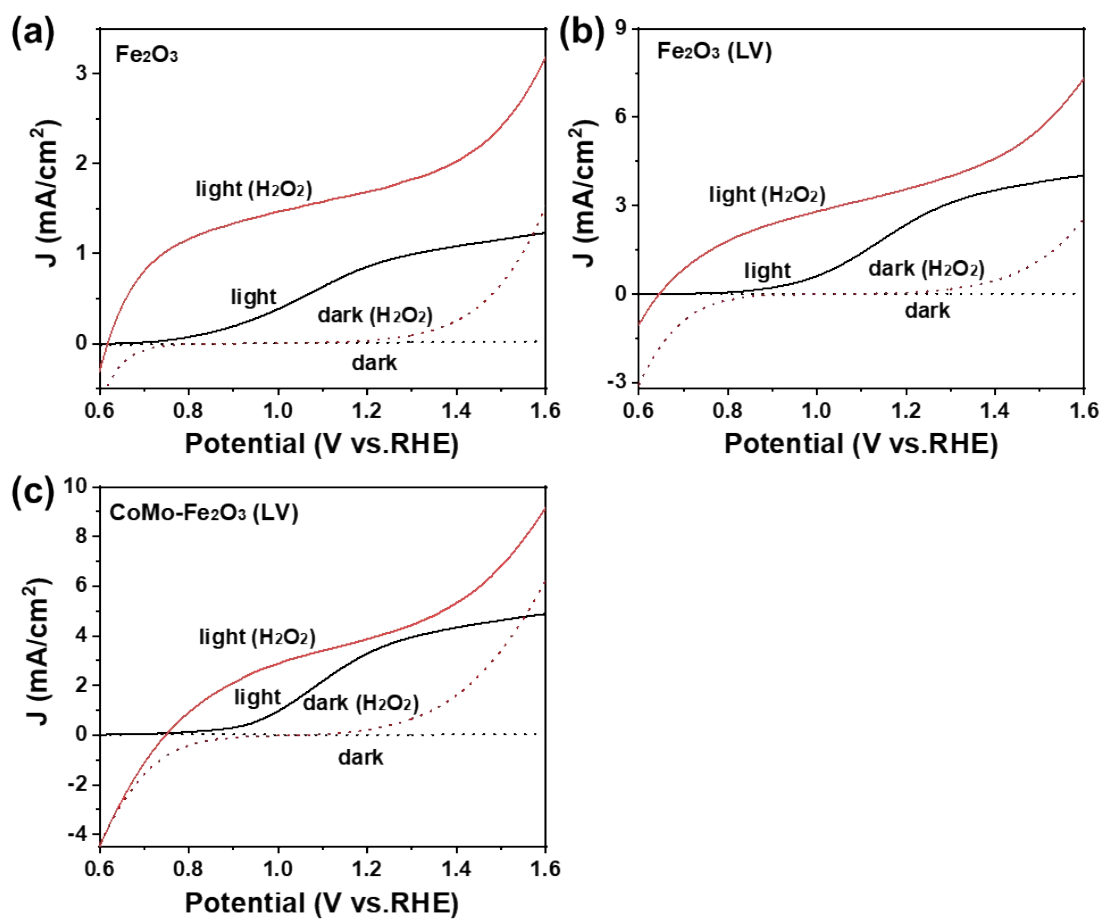 (a)
Fe₂O₃
J (mA/cm²)
3
2
1
0
light (H₂O₂)
light
dark (H₂O₂)
dark
0.6 0.8 1.0 1.2 1.4 1.6
Potential (V vs.RHE)
(b)
Fe₂O₃ (LV)
J (mA/cm²)
9
6
3
0
-3
light (H₂O₂)
light
dark (H₂O₂)
dark
0.6 0.8 1.0 1.2 1.4 1.6
Potential (V vs.RHE)
(c)
CoMo-Fe₂O₃ (LV)
J (mA/cm²)
10
8
6
4
2
0
-2
-4
light (H₂O₂)
light
dark (H₂O₂)
dark
0.6 0.8 1.0 1.2 1.4 1.6
Potential (V vs.RHE)